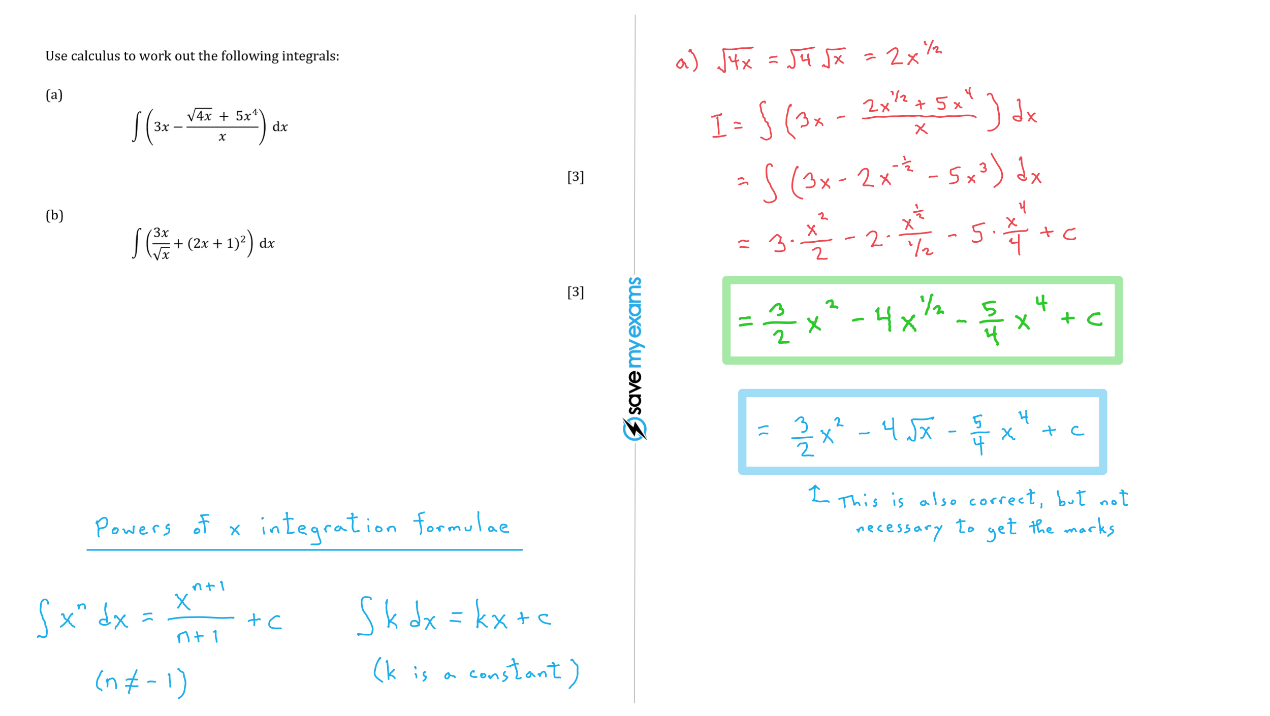 Use calculus to work out the following integrals:
(a)
∫ (3x − (√4x + 5x⁴)/x) dx
[3]
(b)
∫ (3x/√x + (2x + 1)²) dx
[3]
Powers of x integration formulae
∫ xⁿ dx = xⁿ⁺¹/(n+1) + c
(n ≠ −1)
∫ k dx = kx + c
(k is a constant)
save my exams
a) √4x = √4 √x = 2x^(1/2)
I = ∫ (3x − (2x^(1/2) + 5x⁴)/x) dx
= ∫ (3x − 2x^(−1/2) − 5x³) dx
= 3 · x²/2 − 2 · x^(1/2)/(1/2) − 5 · x⁴/4 + c
= 3/2 x² − 4x^(1/2) − 5/4 x⁴ + c
= 3/2 x² − 4√x − 5/4 x⁴ + c
↑ This is also correct, but not
necessary to get the marks